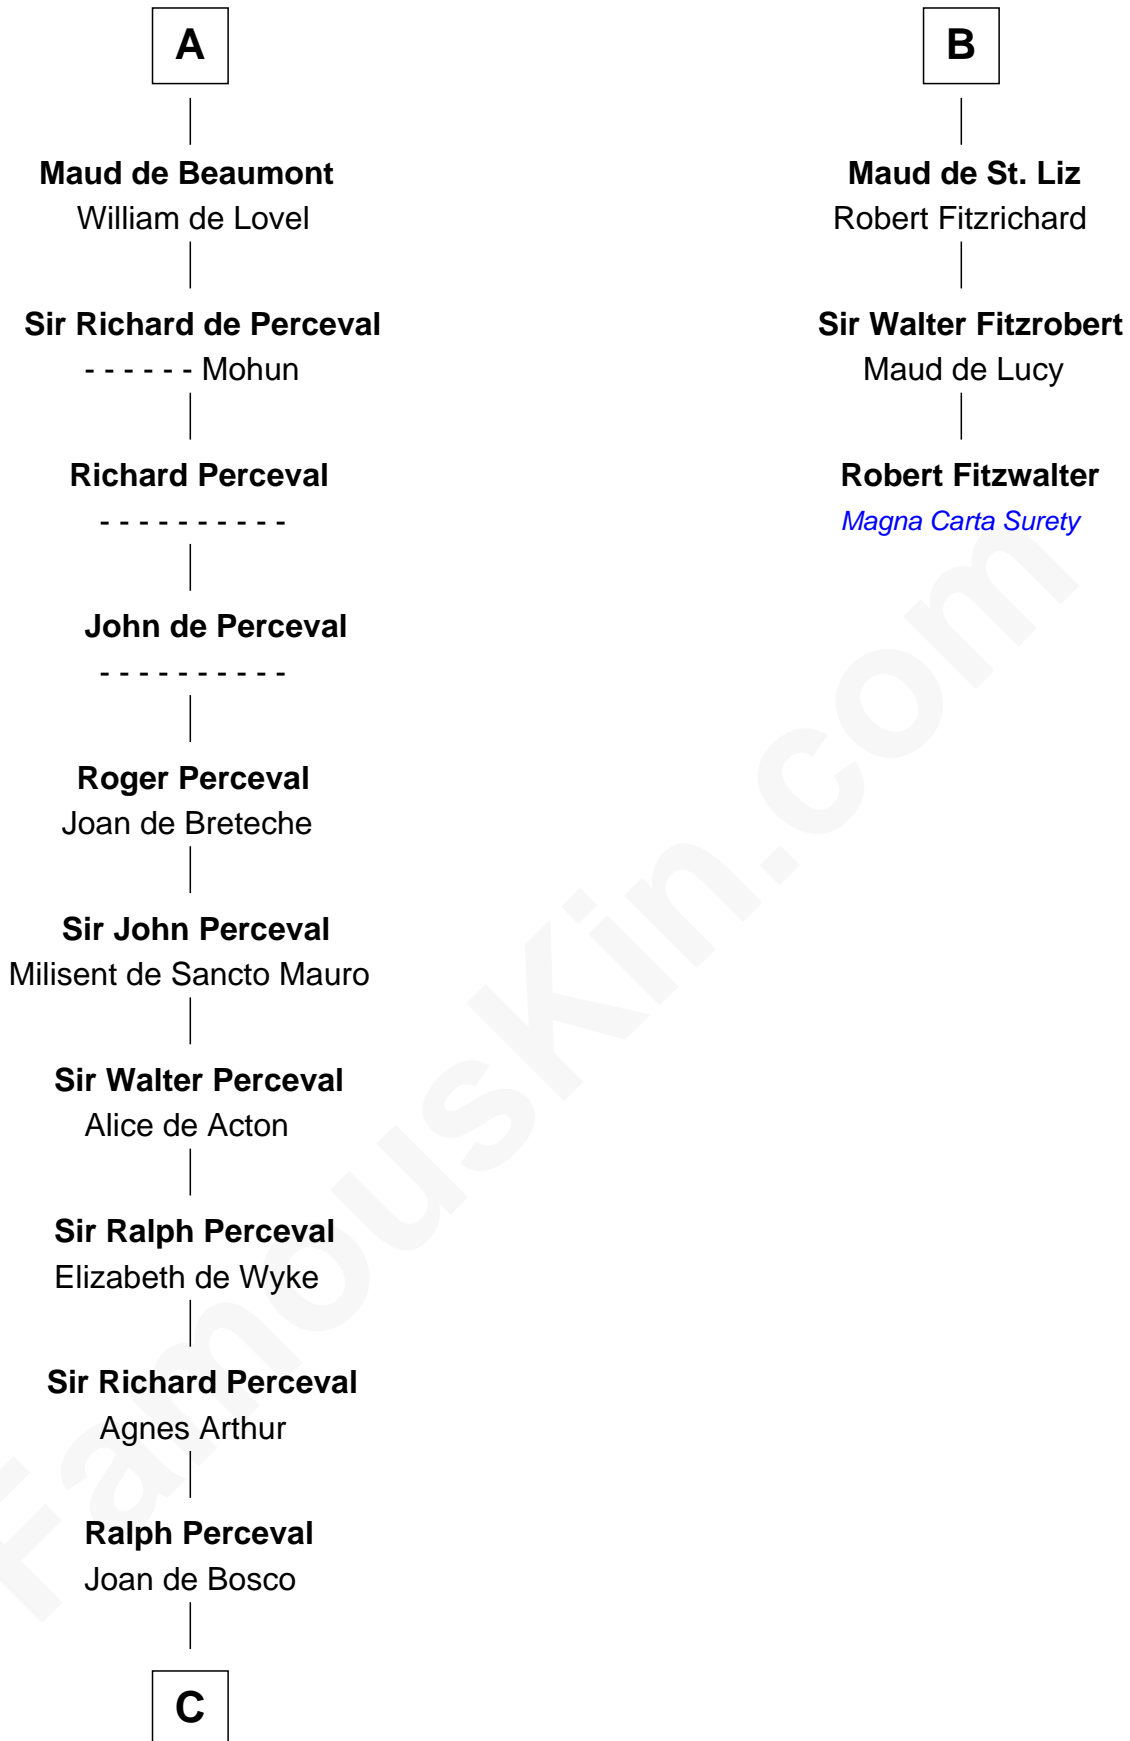 A
Maud de Beaumont
William de Lovel
Sir Richard de Perceval
- - - - - - Mohun
Richard Perceval
- - - - - - - - - -
John de Perceval
- - - - - - - - - -
Roger Perceval
Joan de Breteche
Sir John Perceval
Milisent de Sancto Mauro
Sir Walter Perceval
Alice de Acton
Sir Ralph Perceval
Elizabeth de Wyke
Sir Richard Perceval
Agnes Arthur
Ralph Perceval
Joan de Bosco
C
B
Maud de St. Liz
Robert Fitzrichard
Sir Walter Fitzrobert
Maud de Lucy
Robert Fitzwalter
Magna Carta Surety
FamousKin.com